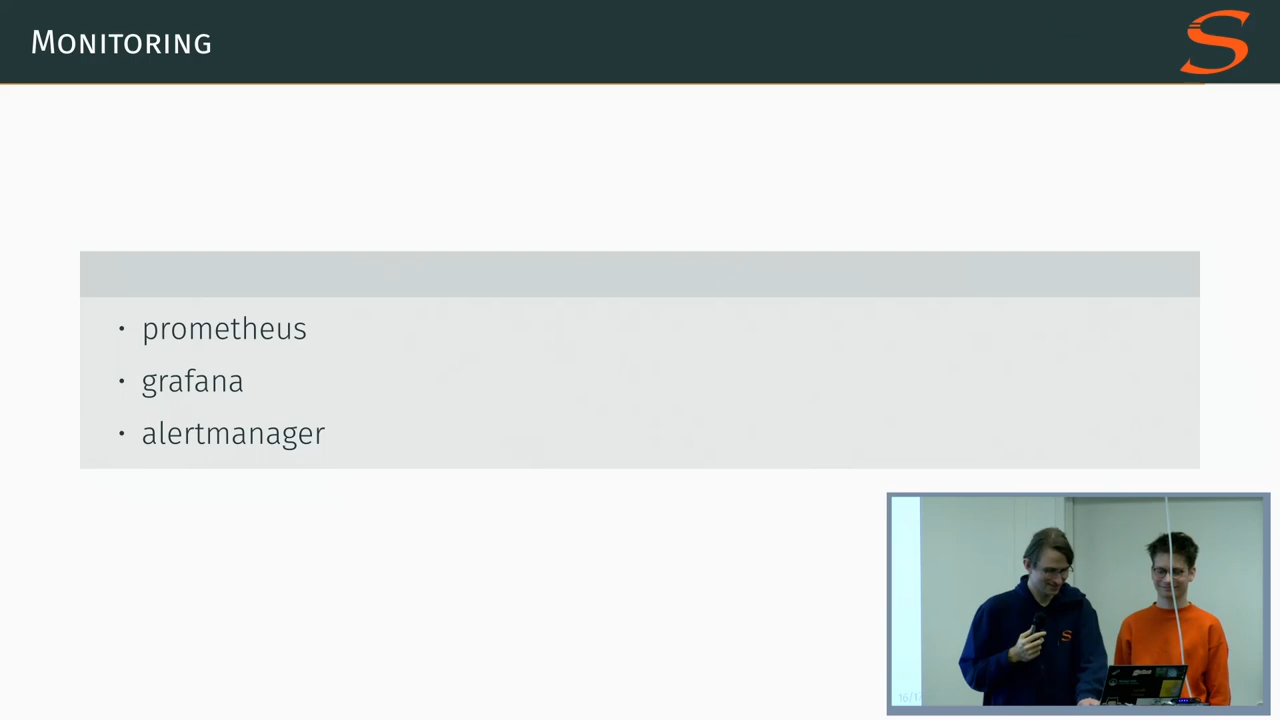 Monitoring
S
• prometheus
• grafana
• alertmanager
S